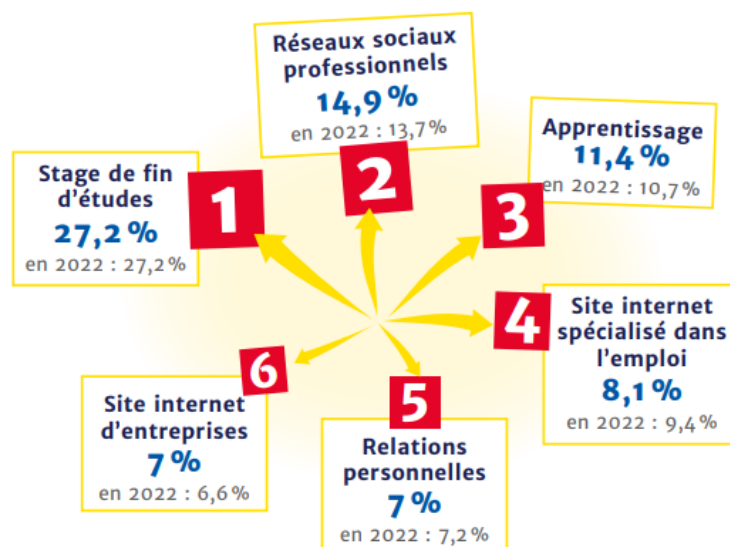 1
Stage de fin
d'études
27,2 %
en 2022 : 27,2 %
2
Réseaux sociaux
professionnels
14,9 %
en 2022 : 13,7 %
3
Apprentissage
11,4 %
en 2022 : 10,7 %
4
Site internet
spécialisé dans
l'emploi
8,1 %
en 2022 : 9,4 %
5
Relations
personnelles
7 %
en 2022 : 7,2 %
6
Site internet
d'entreprises
7 %
en 2022 : 6,6 %